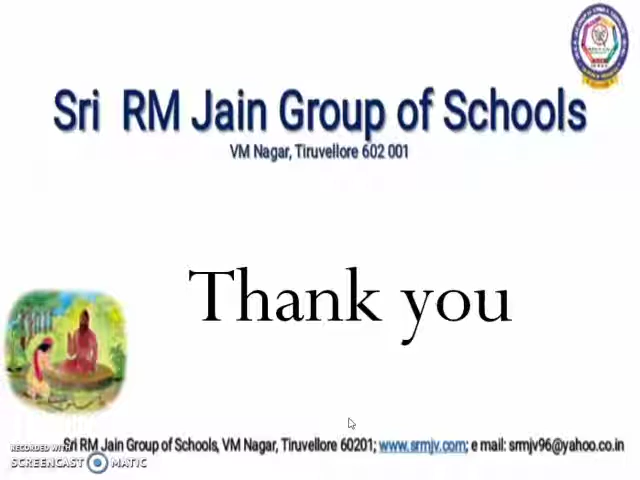 Sri RM Jain Group of Schools
VM Nagar, Tiruvellore 602 001
Thank you
Sri RM Jain Group of Schools, VM Nagar, Tiruvellore 60201; www.srmjv.com; e mail: srmjv96@yahoo.co.in
RECORDED WITH
SCREENCAST MATIC